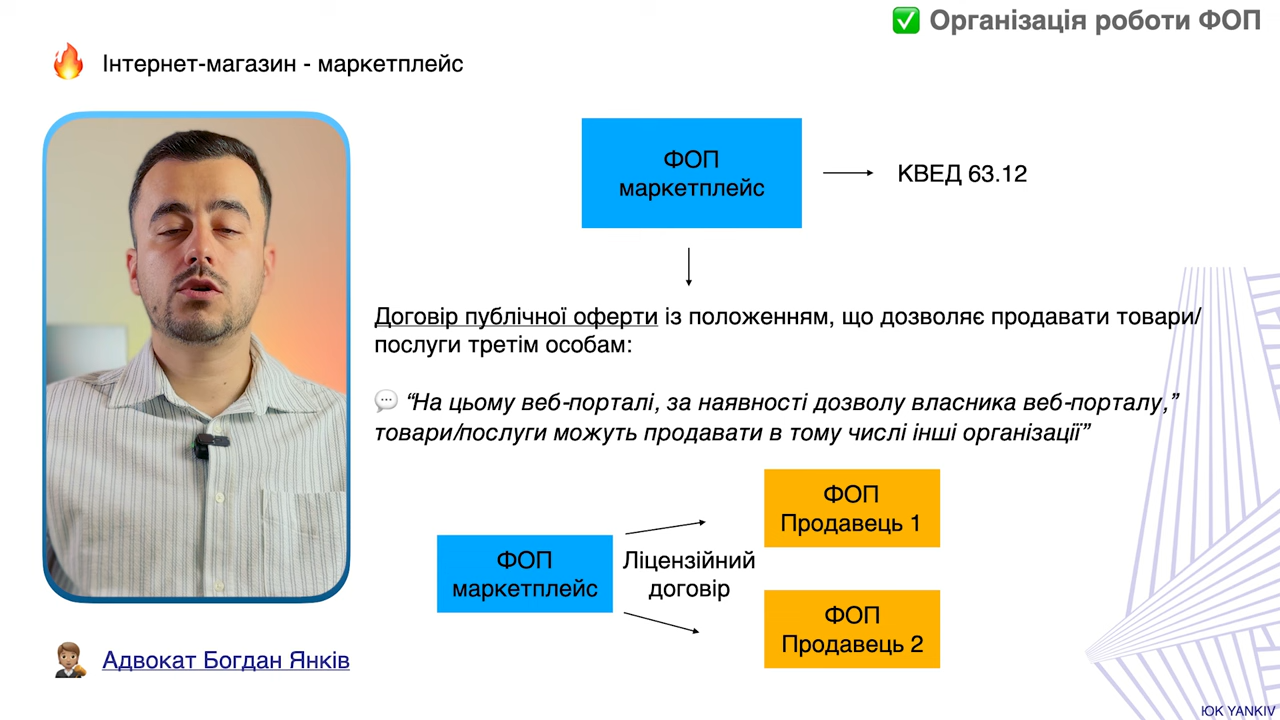 ✅ Організація роботи ФОП
🔥 Інтернет-магазин - маркетплейс
ФОП
маркетплейс
КВЕД 63.12
Договір публічної оферти із положенням, що дозволяє продавати товари/
послуги третім особам:
💬 “На цьому веб-порталі, за наявності дозволу власника веб-порталу,”
товари/послуги можуть продавати в тому числі інші організації”
ФОП
маркетплейс
Ліцензійний
договір
ФОП
Продавець 1
ФОП
Продавець 2
Адвокат Богдан Янків
ЮК YANKIV